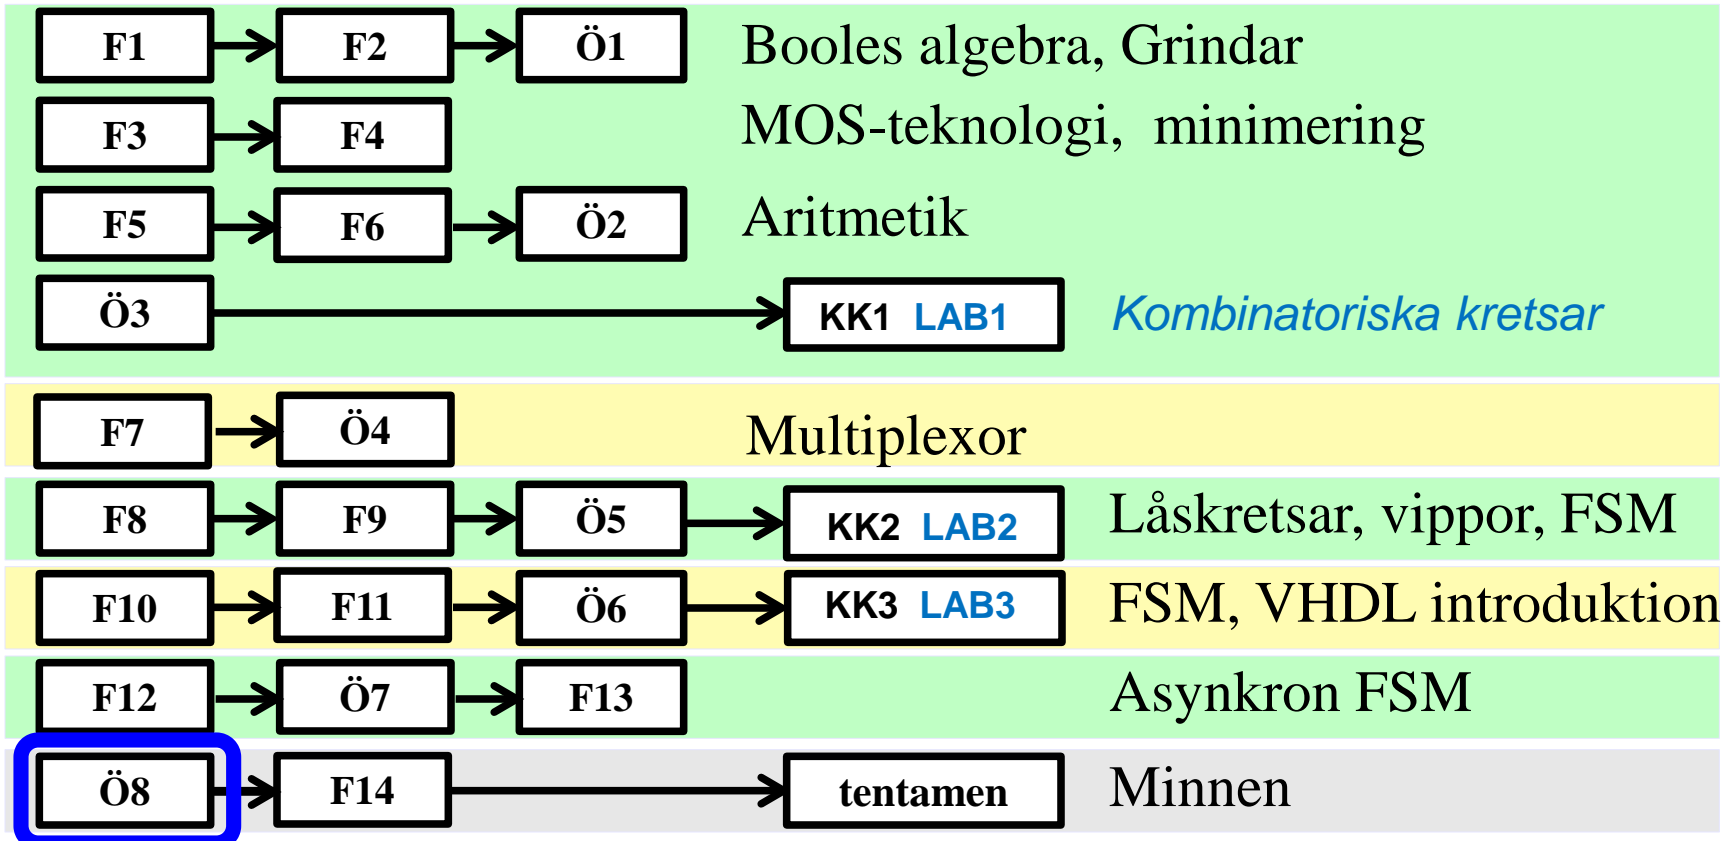 F1 F2 Ö1 Booles algebra, Grindar
F3 F4 MOS-teknologi, minimering
F5 F6 Ö2 Aritmetik
Ö3 KK1 LAB1 Kombinatoriska kretsar
F7 Ö4 Multiplexor
F8 F9 Ö5 KK2 LAB2 Låskretsar, vippor, FSM
F10 F11 Ö6 KK3 LAB3 FSM, VHDL introduktion
F12 Ö7 F13 Asynkron FSM
Ö8 F14 tentamen Minnen